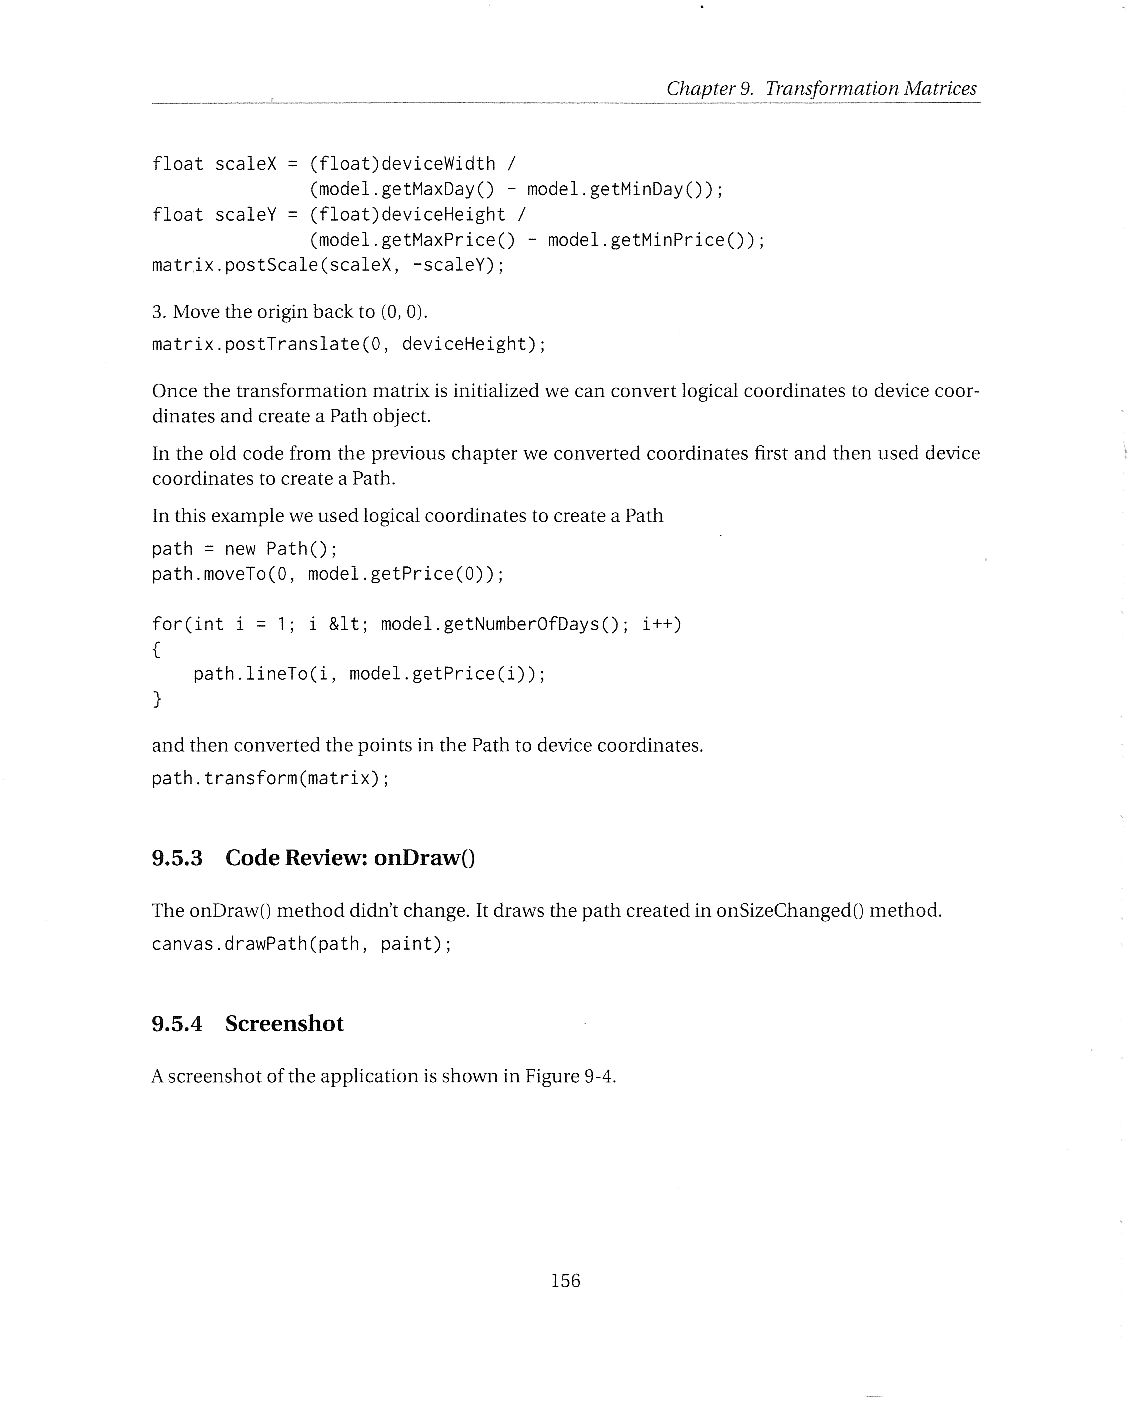 Chapter 9. Transformation Matrices
float scaleX = (float)deviceWidth /
(model.getMaxDay() - model.getMinDay());
float scaleY = (float)deviceHeight /
(model.getMaxPrice() - model.getMinPrice());
matrix.postScale(scaleX, -scaleY);
3. Move the origin back to (0, 0).
matrix.postTranslate(0, deviceHeight);
Once the transformation matrix is initialized we can convert logical coordinates to device coor-
dinates and create a Path object.
In the old code from the previous chapter we converted coordinates first and then used device
coordinates to create a Path.
In this example we used logical coordinates to create a Path
path = new Path();
path.moveTo(0, model.getPrice(0));
for(int i = 1; i &lt; model.getNumberOfDays(); i++)
{
path.lineTo(i, model.getPrice(i));
}
and then converted the points in the Path to device coordinates.
path.transform(matrix);
9.5.3 Code Review: onDraw()
The onDraw() method didn't change. It draws the path created in onSizeChanged() method.
canvas.drawPath(path, paint);
9.5.4 Screenshot
A screenshot of the application is shown in Figure 9-4.
156